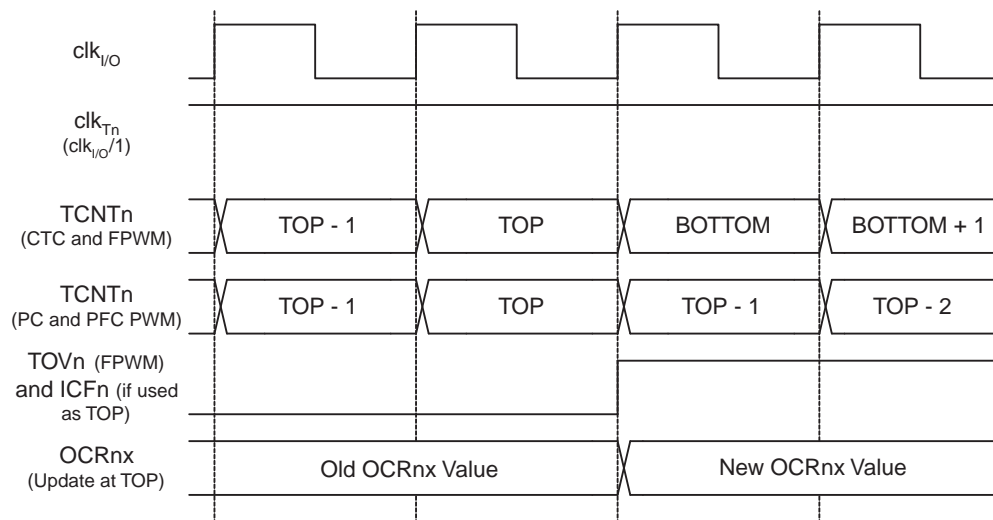 clkI/O
clkTn
(clkI/O/1)
TCNTn
(CTC and FPWM)
TOP - 1 TOP BOTTOM BOTTOM + 1
TCNTn
(PC and PFC PWM)
TOP - 1 TOP TOP - 1 TOP - 2
TOVn (FPWM)
and ICFn (if used
as TOP)
OCRnx
(Update at TOP)
Old OCRnx Value New OCRnx Value